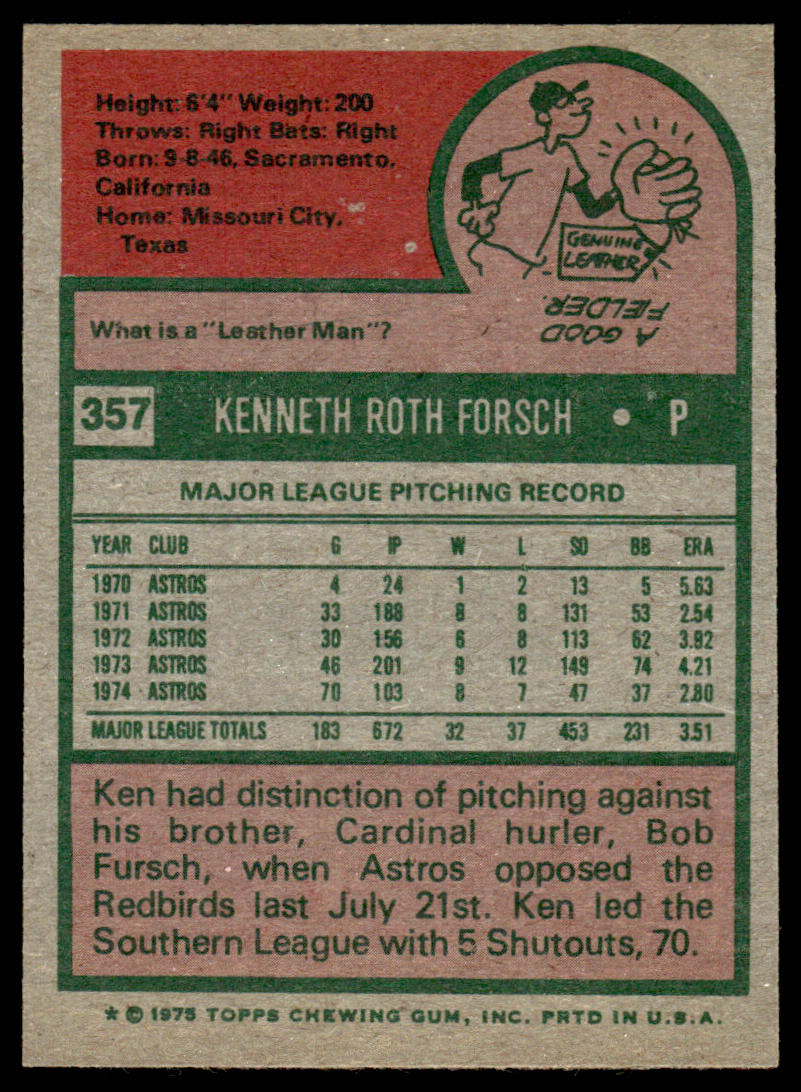 Height: 6'4" Weight: 200
Throws: Right Bats: Right
Born: 9-8-46, Sacramento,
California
Home: Missouri City,
Texas
GENUINE
LEATHER
What is a "Leather Man"?
A GOOD
FIELDER.
357 KENNETH ROTH FORSCH • P
MAJOR LEAGUE PITCHING RECORD
YEAR CLUB G IP W L SO BB ERA
1970 ASTROS 4 24 1 2 13 5 5.63
1971 ASTROS 33 188 8 8 131 53 2.54
1972 ASTROS 30 156 6 8 113 62 3.92
1973 ASTROS 46 201 9 12 149 74 4.21
1974 ASTROS 70 103 8 7 47 37 2.80
MAJOR LEAGUE TOTALS 183 672 32 37 453 231 3.51
Ken had distinction of pitching against
his brother, Cardinal hurler, Bob
Fursch, when Astros opposed the
Redbirds last July 21st. Ken led the
Southern League with 5 Shutouts, 70.
* © 1975 TOPPS CHEWING GUM, INC. PRTD IN U.S.A.